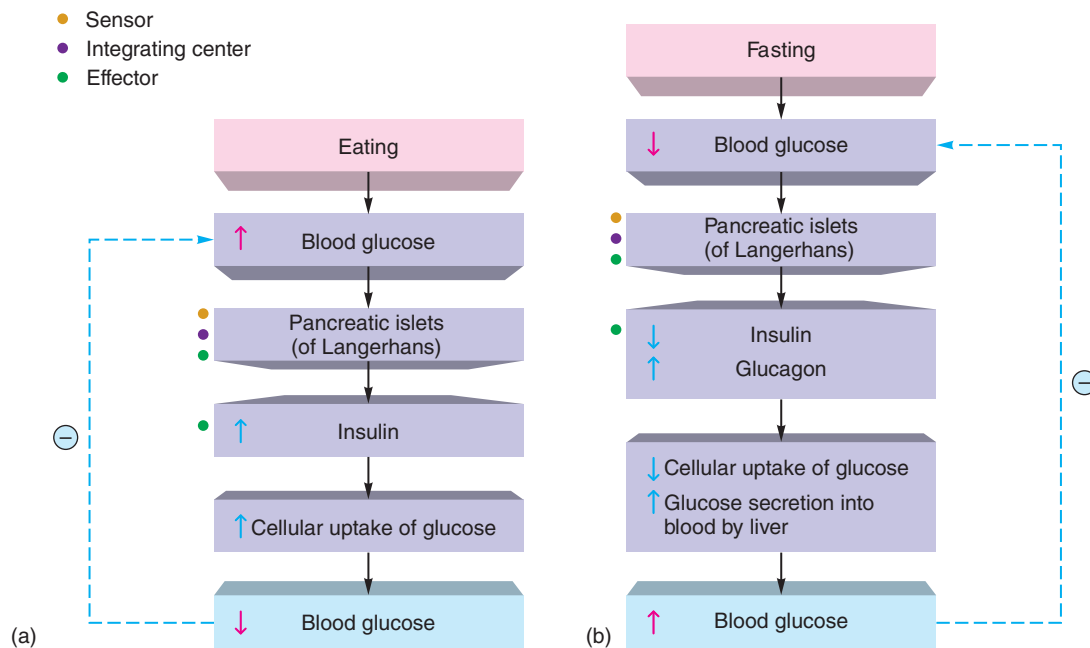 Sensor
Integrating center
Effector
Eating
↑ Blood glucose
Pancreatic islets
(of Langerhans)
↑ Insulin
↑ Cellular uptake of glucose
↓ Blood glucose
−
(a)
Fasting
↓ Blood glucose
Pancreatic islets
(of Langerhans)
↓ Insulin
↑ Glucagon
↓ Cellular uptake of glucose
↑ Glucose secretion into
blood by liver
↑ Blood glucose
−
(b)